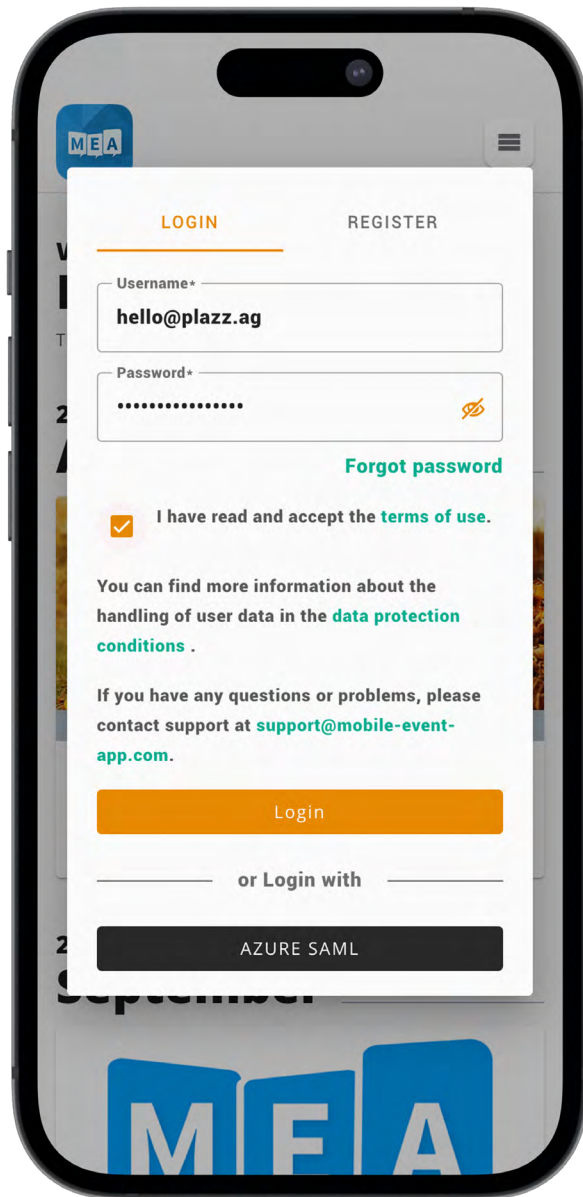 MEA
LOGIN
REGISTER
Username*
hello@plazz.ag
Password*
••••••••••••••••
Forgot password
I have read and accept the terms of use.
You can find more information about the
handling of user data in the data protection
conditions .
If you have any questions or problems, please
contact support at support@mobile-event-
app.com.
Login
or Login with
AZURE SAML
September
MEA